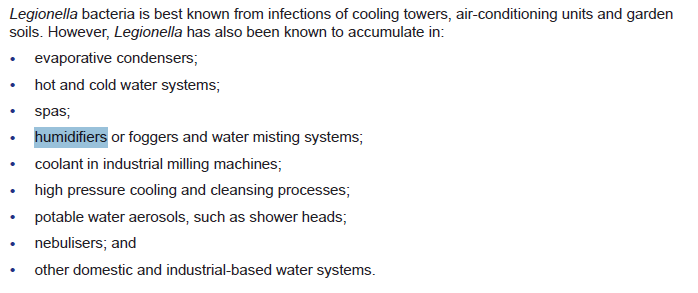 Legionella bacteria is best known from infections of cooling towers, air-conditioning units and garden
soils. However, Legionella has also been known to accumulate in:
• evaporative condensers;
• hot and cold water systems;
• spas;
• humidifiers or foggers and water misting systems;
• coolant in industrial milling machines;
• high pressure cooling and cleansing processes;
• potable water aerosols, such as shower heads;
• nebulisers; and
• other domestic and industrial-based water systems.